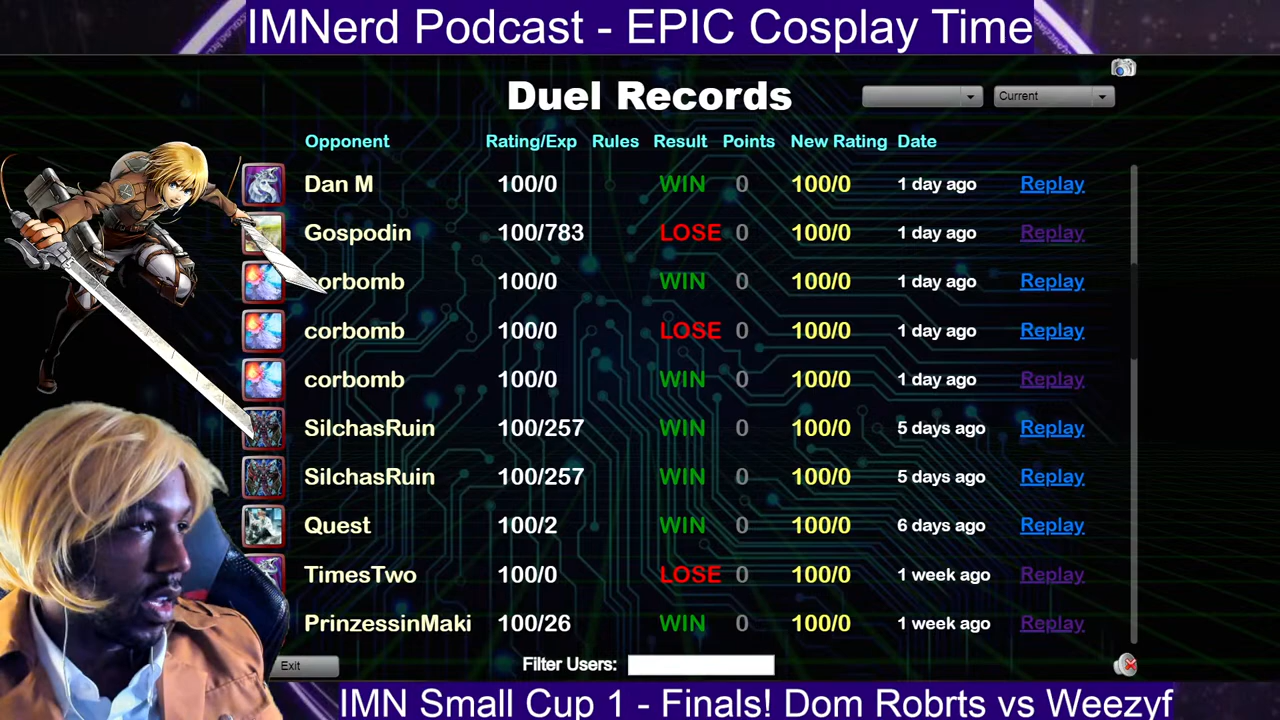 IMNerd Podcast - EPIC Cosplay Time
Duel Records
Current
Opponent Rating/Exp Rules Result Points New Rating Date
Dan M 100/0 WIN 0 100/0 1 day ago Replay
Gospodin 100/783 LOSE 0 100/0 1 day ago Replay
corbomb 100/0 WIN 0 100/0 1 day ago Replay
corbomb 100/0 LOSE 0 100/0 1 day ago Replay
corbomb 100/0 WIN 0 100/0 1 day ago Replay
SilchasRuin 100/257 WIN 0 100/0 5 days ago Replay
SilchasRuin 100/257 WIN 0 100/0 5 days ago Replay
Quest 100/2 WIN 0 100/0 6 days ago Replay
TimesTwo 100/0 LOSE 0 100/0 1 week ago Replay
PrinzessinMaki 100/26 WIN 0 100/0 1 week ago Replay
Exit Filter Users:
IMN Small Cup 1 - Finals! Dom Robrts vs Weezyf